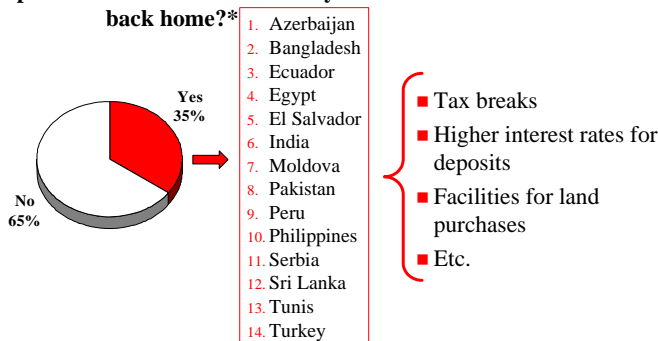 back home?*
Yes
35%
No
65%
1. Azerbaijan
2. Bangladesh
3. Ecuador
4. Egypt
5. El Salvador
6. India
7. Moldova
8. Pakistan
9. Peru
10. Philippines
11. Serbia
12. Sri Lanka
13. Tunis
14. Turkey
■ Tax breaks
■ Higher interest rates for
deposits
■ Facilities for land
purchases
■ Etc.